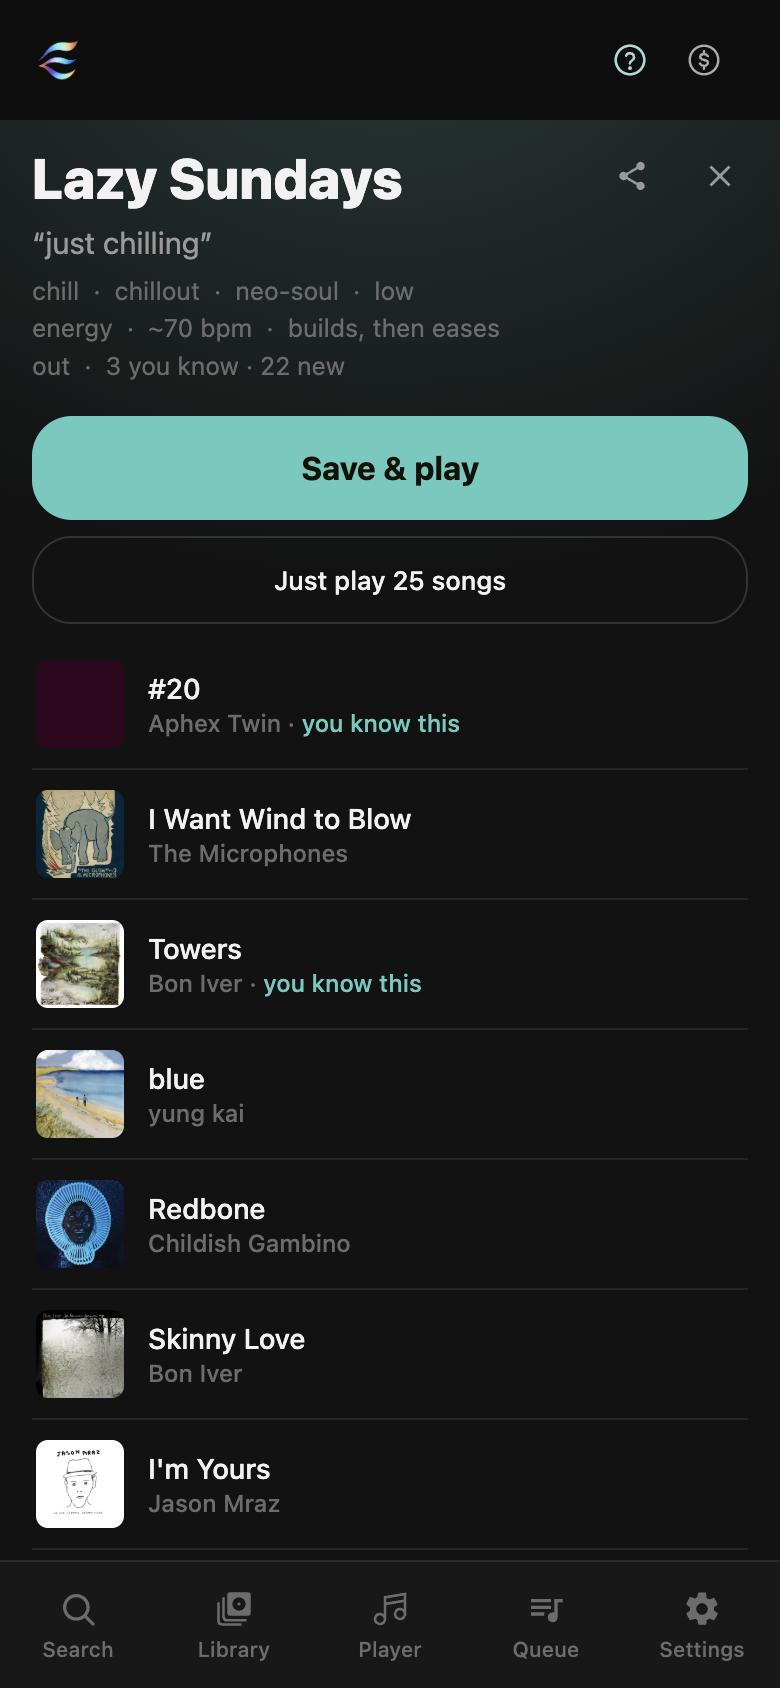 Lazy Sundays
“just chilling”
chill · chillout · neo-soul · low
energy · ~70 bpm · builds, then eases
out · 3 you know · 22 new
Save & play
Just play 25 songs
#20
Aphex Twin · you know this
I Want Wind to Blow
The Microphones
Towers
Bon Iver · you know this
blue
yung kai
Redbone
Childish Gambino
Skinny Love
Bon Iver
JASON MRAZ
I'm Yours
Jason Mraz
Search
Library
Player
Queue
Settings